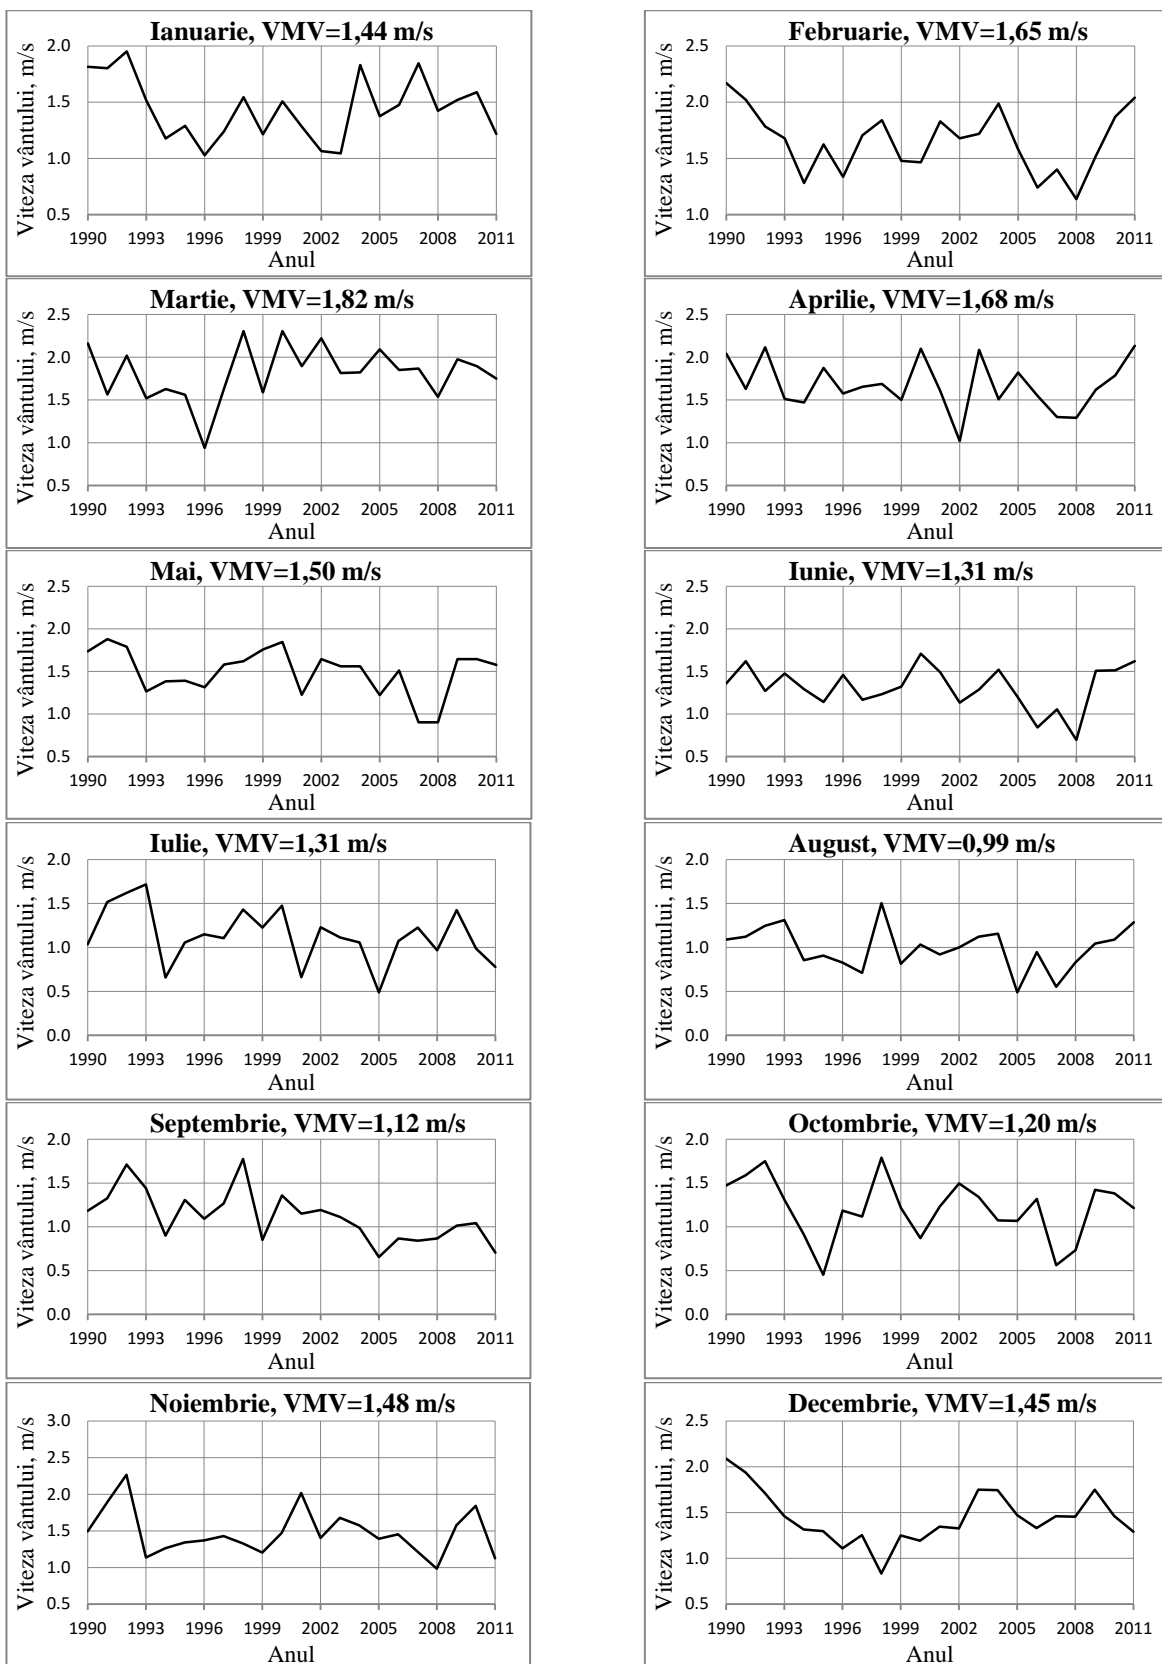 Ianuarie, VMV=1,44 m/s
Viteza vântului, m/s
2.0
1.5
1.0
0.5
1990 1993 1996 1999 2002 2005 2008 2011
Anul
Februarie, VMV=1,65 m/s
Viteza vântului, m/s
2.5
2.0
1.5
1.0
1990 1993 1996 1999 2002 2005 2008 2011
Anul
Martie, VMV=1,82 m/s
Viteza vântului, m/s
2.5
2.0
1.5
1.0
0.5
1990 1993 1996 1999 2002 2005 2008 2011
Anul
Aprilie, VMV=1,68 m/s
Viteza vântului, m/s
2.5
2.0
1.5
1.0
0.5
1990 1993 1996 1999 2002 2005 2008 2011
Anul
Mai, VMV=1,50 m/s
Viteza vântului, m/s
2.5
2.0
1.5
1.0
0.5
1990 1993 1996 1999 2002 2005 2008 2011
Anul
Iunie, VMV=1,31 m/s
Viteza vântului, m/s
2.5
2.0
1.5
1.0
0.5
1990 1993 1996 1999 2002 2005 2008 2011
Anul
Iulie, VMV=1,31 m/s
Viteza vântului, m/s
2.0
1.5
1.0
0.5
0.0
1990 1993 1996 1999 2002 2005 2008 2011
Anul
August, VMV=0,99 m/s
Viteza vântului, m/s
2.0
1.5
1.0
0.5
0.0
1990 1993 1996 1999 2002 2005 2008 2011
Anul
Septembrie, VMV=1,12 m/s
Viteza vântului, m/s
2.0
1.5
1.0
0.5
0.0
1990 1993 1996 1999 2002 2005 2008 2011
Anul
Octombrie, VMV=1,20 m/s
Viteza vântului, m/s
2.0
1.5
1.0
0.5
0.0
1990 1993 1996 1999 2002 2005 2008 2011
Anul
Noiembrie, VMV=1,48 m/s
Viteza vântului, m/s
3.0
2.5
2.0
1.5
1.0
0.5
1990 1993 1996 1999 2002 2005 2008 2011
Anul
Decembrie, VMV=1,45 m/s
Viteza vântului, m/s
2.5
2.0
1.5
1.0
0.5
1990 1993 1996 1999 2002 2005 2008 2011
Anul